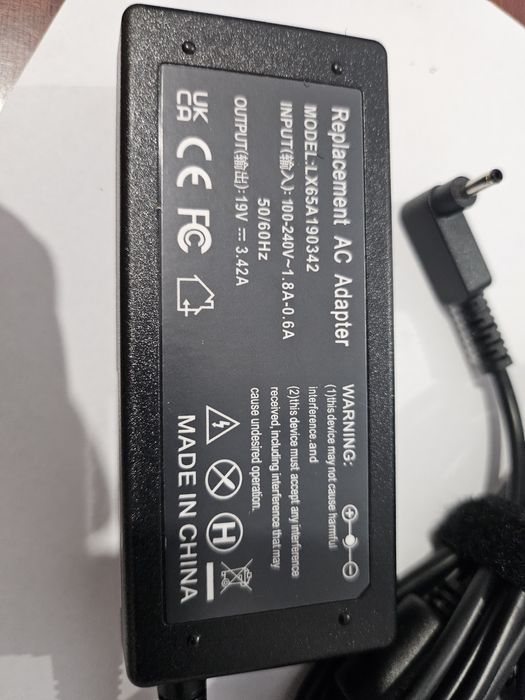 Replacement AC Adapter
MODEL:LX65A190342
INPUT(輸入): 100-240V~1.8A-0.6A
50/60Hz
OUTPUT(輸出):19V⎓3.42A
UK
CA
CE FC
WARNING:
(1)this device may not cause harmful
interference.and
(2)this device must accept any interference
received, including interference that may
cause undesired operation.
H
MADE IN CHINA